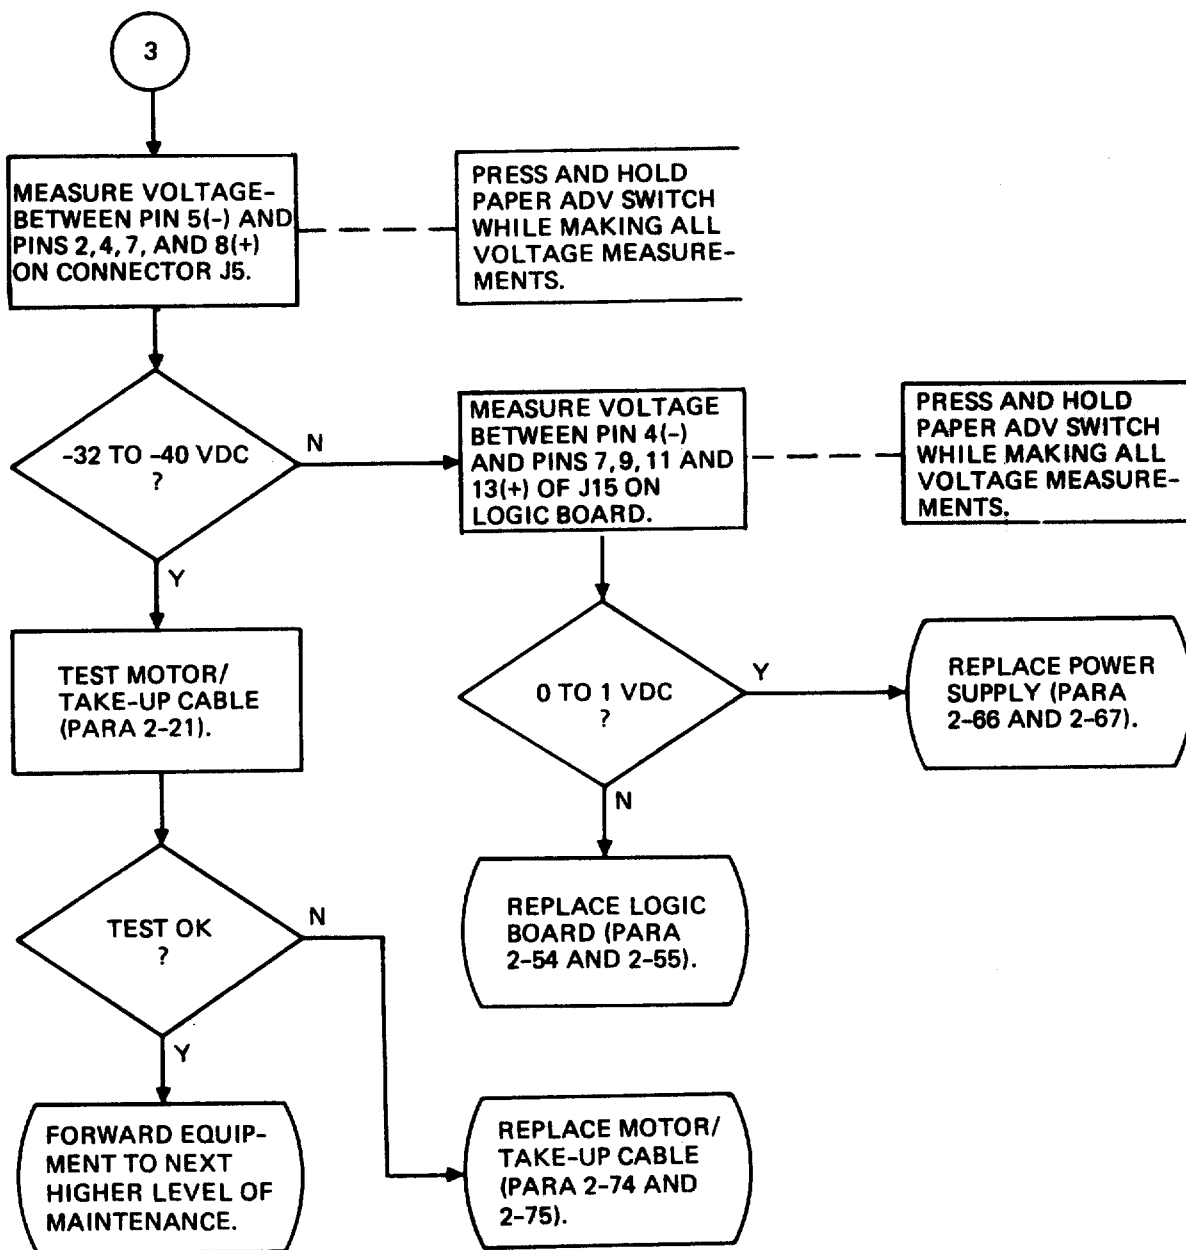 3
MEASURE VOLTAGE-
BETWEEN PIN 5(-) AND
PINS 2,4,7, AND 8(+)
ON CONNECTOR J5.
PRESS AND HOLD
PAPER ADV SWITCH
WHILE MAKING ALL
VOLTAGE MEASURE-
MENTS.
-32 TO -40 VDC
?
N
Y
MEASURE VOLTAGE
BETWEEN PIN 4(-)
AND PINS 7,9,11 AND
13(+) OF J15 ON
LOGIC BOARD.
PRESS AND HOLD
PAPER ADV SWITCH
WHILE MAKING ALL
VOLTAGE MEASURE-
MENTS.
TEST MOTOR/
TAKE-UP CABLE
(PARA 2-21).
0 TO 1 VDC
?
Y
N
REPLACE POWER
SUPPLY (PARA
2-66 AND 2-67).
TEST OK
?
N
Y
REPLACE LOGIC
BOARD (PARA
2-54 AND 2-55).
FORWARD EQUIP-
MENT TO NEXT
HIGHER LEVEL OF
MAINTENANCE.
REPLACE MOTOR/
TAKE-UP CABLE
(PARA 2-74 AND
2-75).